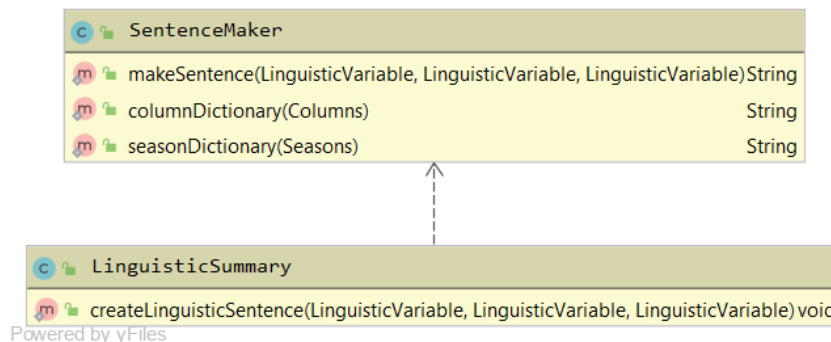 SentenceMaker
makeSentence(LinguisticVariable, LinguisticVariable, LinguisticVariable) String
columnDictionary(Columns) String
seasonDictionary(Seasons) String
LinguisticSummary
createLinguisticSentence(LinguisticVariable, LinguisticVariable, LinguisticVariable) void
Powered by yFiles